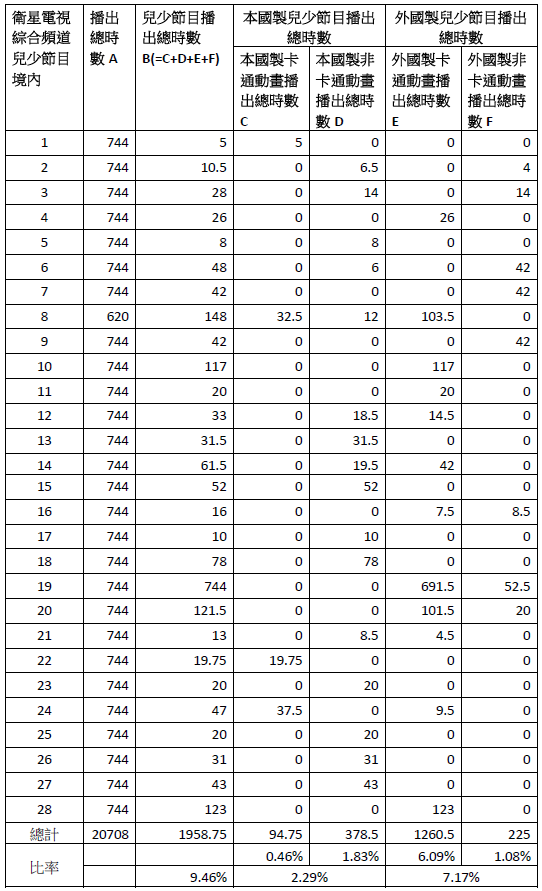 衛星電視 播出 兒少節目播 本國製兒少節目播出 外國製兒少節目播出
綜合頻道 總時 出總時數 總時數 總時數
兒少節目 數 A B(=C+D+E+F) 本國製卡 本國製非 外國製卡 外國製非
境內 通動畫播 卡通動畫 通動畫播 卡通動畫
出總時數 播出總時 出總時數 播出總時
C 數 D E 數 F
1 744 5 5 0 0 0
2 744 10.5 0 6.5 0 4
3 744 28 0 14 0 14
4 744 26 0 0 26 0
5 744 8 0 8 0 0
6 744 48 0 6 0 42
7 744 42 0 0 0 42
8 620 148 32.5 12 103.5 0
9 744 42 0 0 0 42
10 744 117 0 0 117 0
11 744 20 0 0 20 0
12 744 33 0 18.5 14.5 0
13 744 31.5 0 31.5 0 0
14 744 61.5 0 19.5 42 0
15 744 52 0 52 0 0
16 744 16 0 0 7.5 8.5
17 744 10 0 10 0 0
18 744 78 0 78 0 0
19 744 744 0 0 691.5 52.5
20 744 121.5 0 0 101.5 20
21 744 13 0 8.5 4.5 0
22 744 19.75 19.75 0 0 0
23 744 20 0 20 0 0
24 744 47 37.5 0 9.5 0
25 744 20 0 20 0 0
26 744 31 0 31 0 0
27 744 43 0 43 0 0
28 744 123 0 0 123 0
總計 20708 1958.75 94.75 378.5 1260.5 225
比率 0.46% 1.83% 6.09% 1.08%
9.46% 2.29% 7.17%